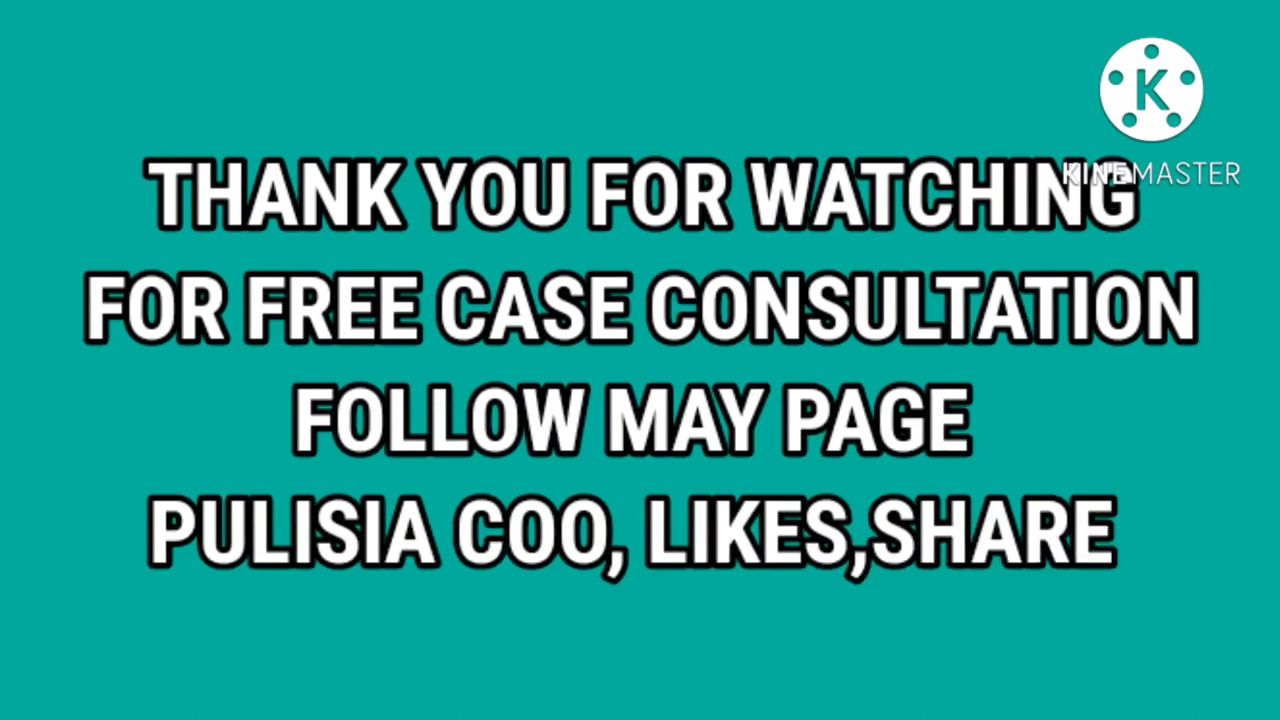 K
KINEMASTER
THANK YOU FOR WATCHING
FOR FREE CASE CONSULTATION
FOLLOW MAY PAGE
PULISIA COO, LIKES,SHARE